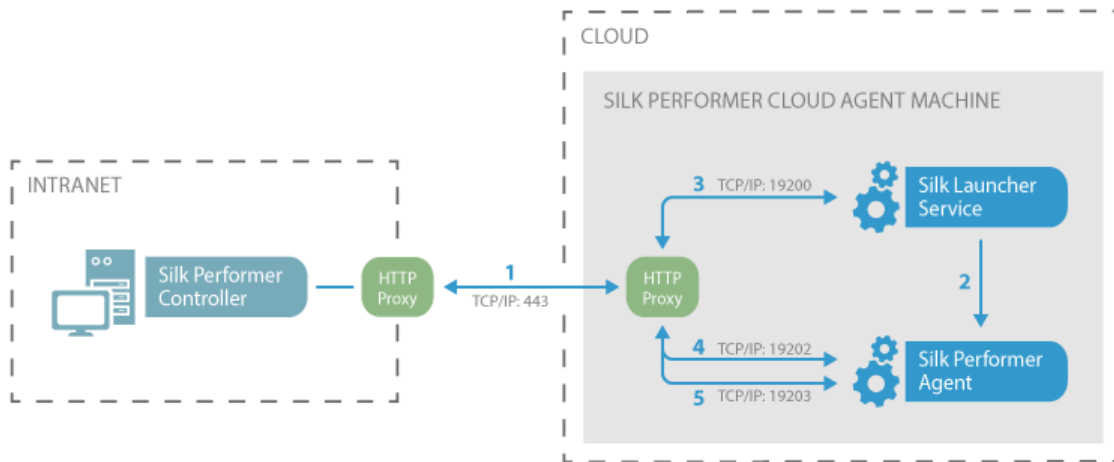 CLOUD
SILK PERFORMER CLOUD AGENT MACHINE
INTRANET
Silk Performer
Controller
HTTP
Proxy
1
TCP/IP: 443
HTTP
Proxy
3 TCP/IP: 19200
Silk Launcher
Service
2
4 TCP/IP: 19202
5 TCP/IP: 19203
Silk Performer
Agent